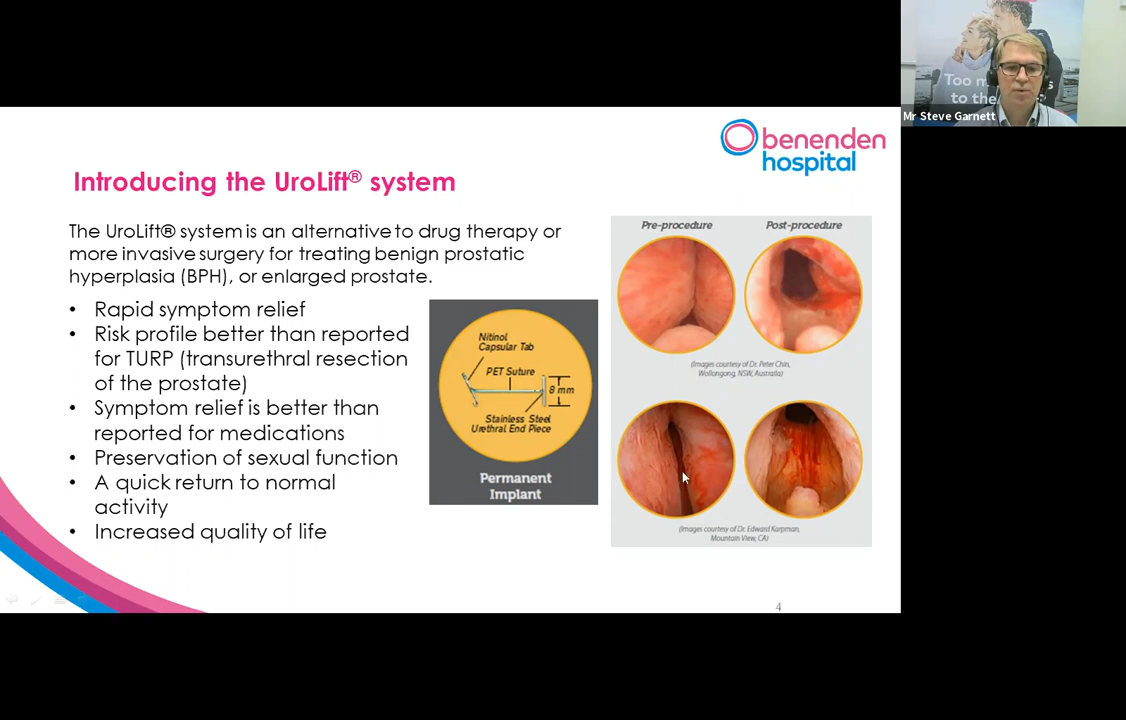 Too m
s
to the
Mr Steve Garnett
benenden
hospital
Introducing the UroLift® system
The UroLift® system is an alternative to drug therapy or
more invasive surgery for treating benign prostatic
hyperplasia (BPH), or enlarged prostate.
• Rapid symptom relief
• Risk profile better than reported
for TURP (transurethral resection
of the prostate)
• Symptom relief is better than
reported for medications
• Preservation of sexual function
• A quick return to normal
activity
• Increased quality of life
Nitinol
Capsular Tab
PET Suture
8 mm
Stainless Steel
Urethral End Piece
Permanent
Implant
Pre-procedure
Post-procedure
(Images courtesy of Dr. Peter Chin,
Wollongong, NSW, Australia)
(Images courtesy of Dr. Edward Karpman,
Mountain View, CA)
4